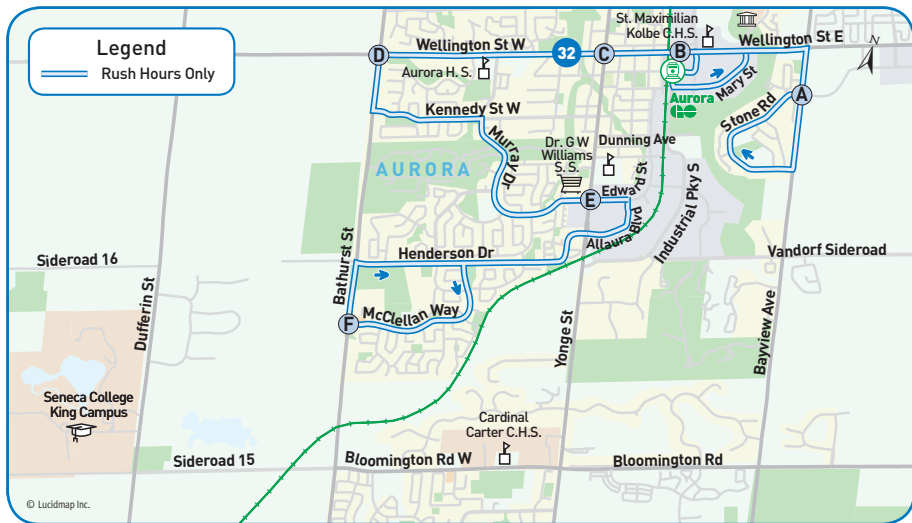 Legend
Rush Hours Only
St. Maximilian
Kolbe C.H.S.
N
D
Wellington St W
32
C
B
Wellington St E
Aurora H. S.
Mary St
Aurora
A
Stone Rd
Kennedy St W
Murray Dr
Dr. G W
Williams
S. S.
Dunning Ave
AURORA
E
Edward St
Industrial Pky S
Allaura Blvd
Henderson Dr
Vandorf Sideroad
Sideroad 16
Bathurst St
Dufferin St
McClellan Way
F
Yonge St
Bayview Ave
Seneca College
King Campus
Cardinal
Carter C.H.S.
Sideroad 15
Bloomington Rd W
Bloomington Rd
© Lucidmap Inc.